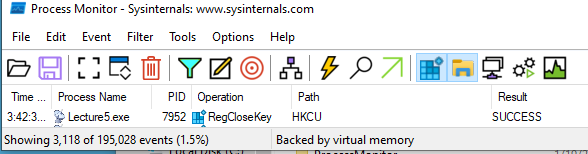 Process Monitor - Sysinternals: www.sysinternals.com
File Edit Event Filter Tools Options Help
Time ... Process Name PID Operation Path Result
3:42:3... Lecture5.exe 7952 RegCloseKey HKCU SUCCESS
Showing 3,118 of 195,028 events (1.5%) Backed by virtual memory